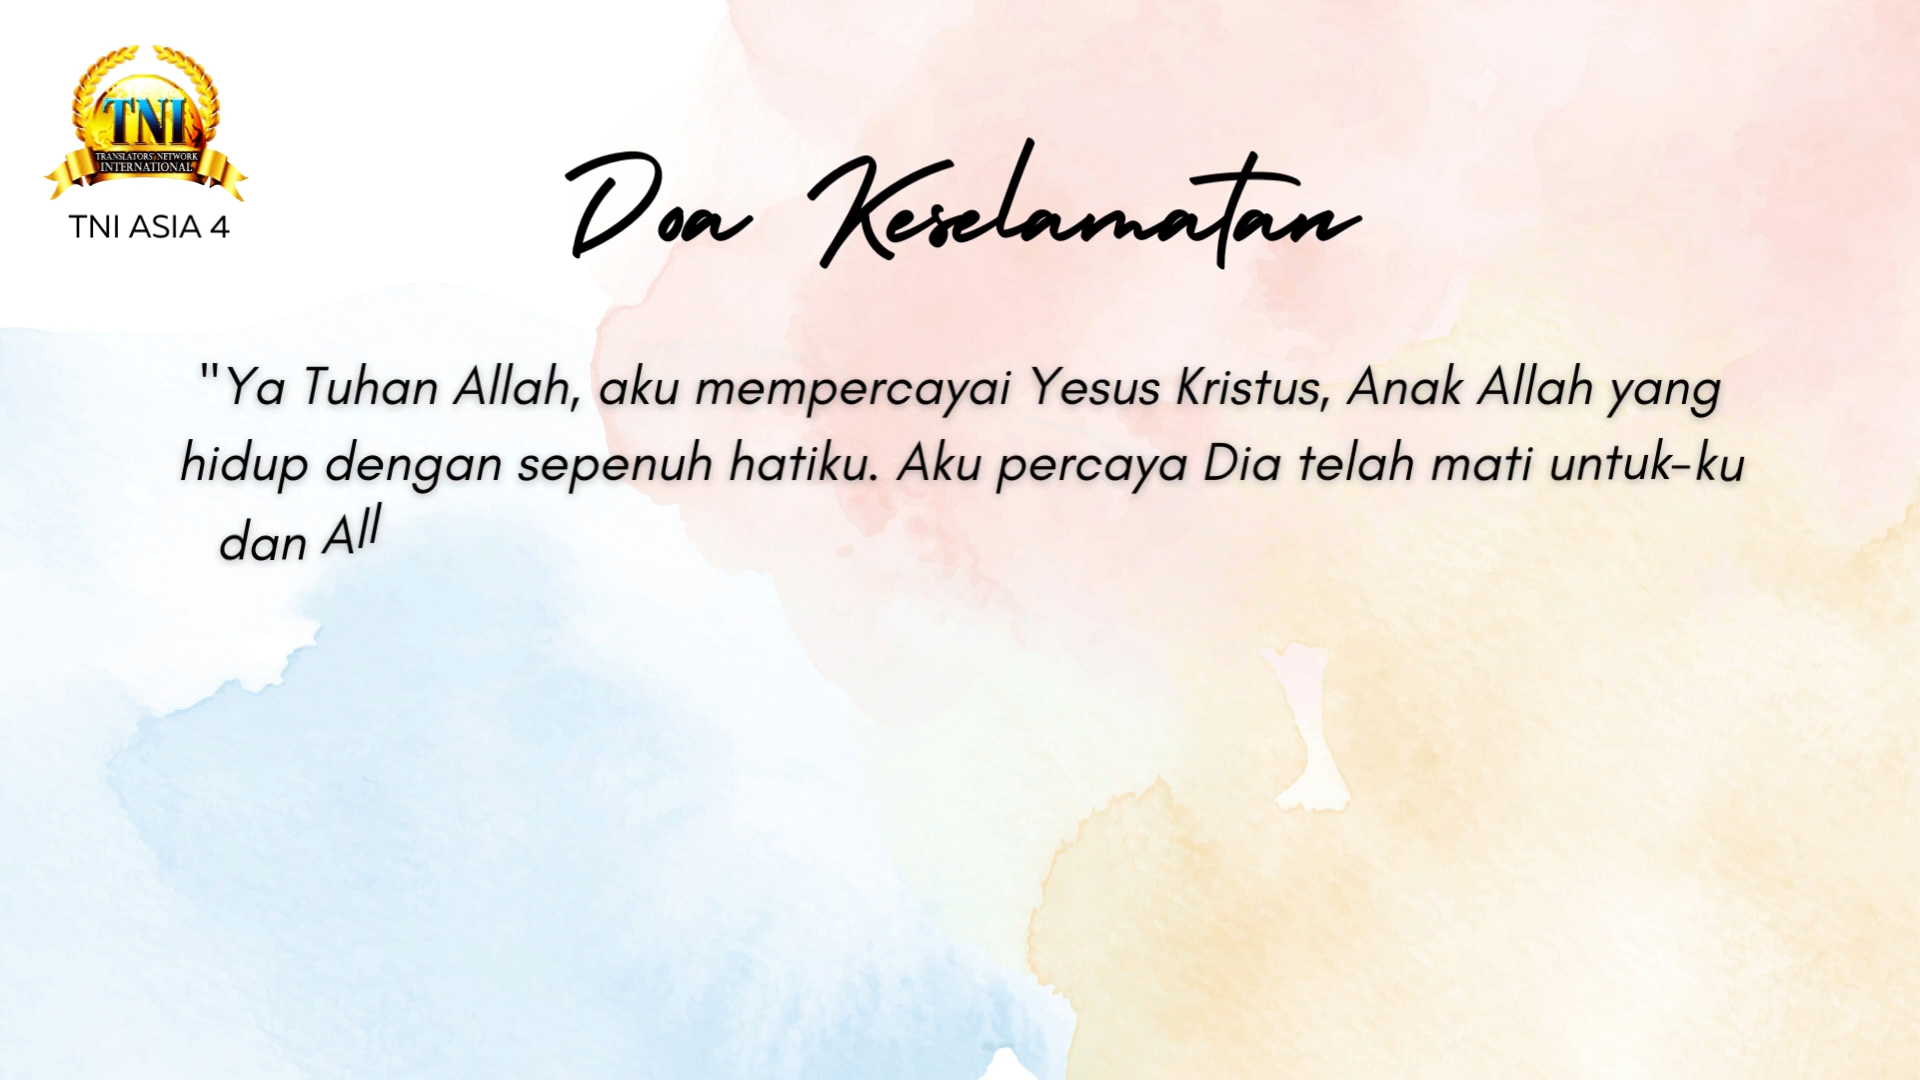 TNI
TRANSLATORS' NETWORK
INTERNATIONAL
TNI ASIA 4
Doa Keselamatan
"Ya Tuhan Allah, aku mempercayai Yesus Kristus, Anak Allah yang
hidup dengan sepenuh hatiku. Aku percaya Dia telah mati untuk-ku
dan All